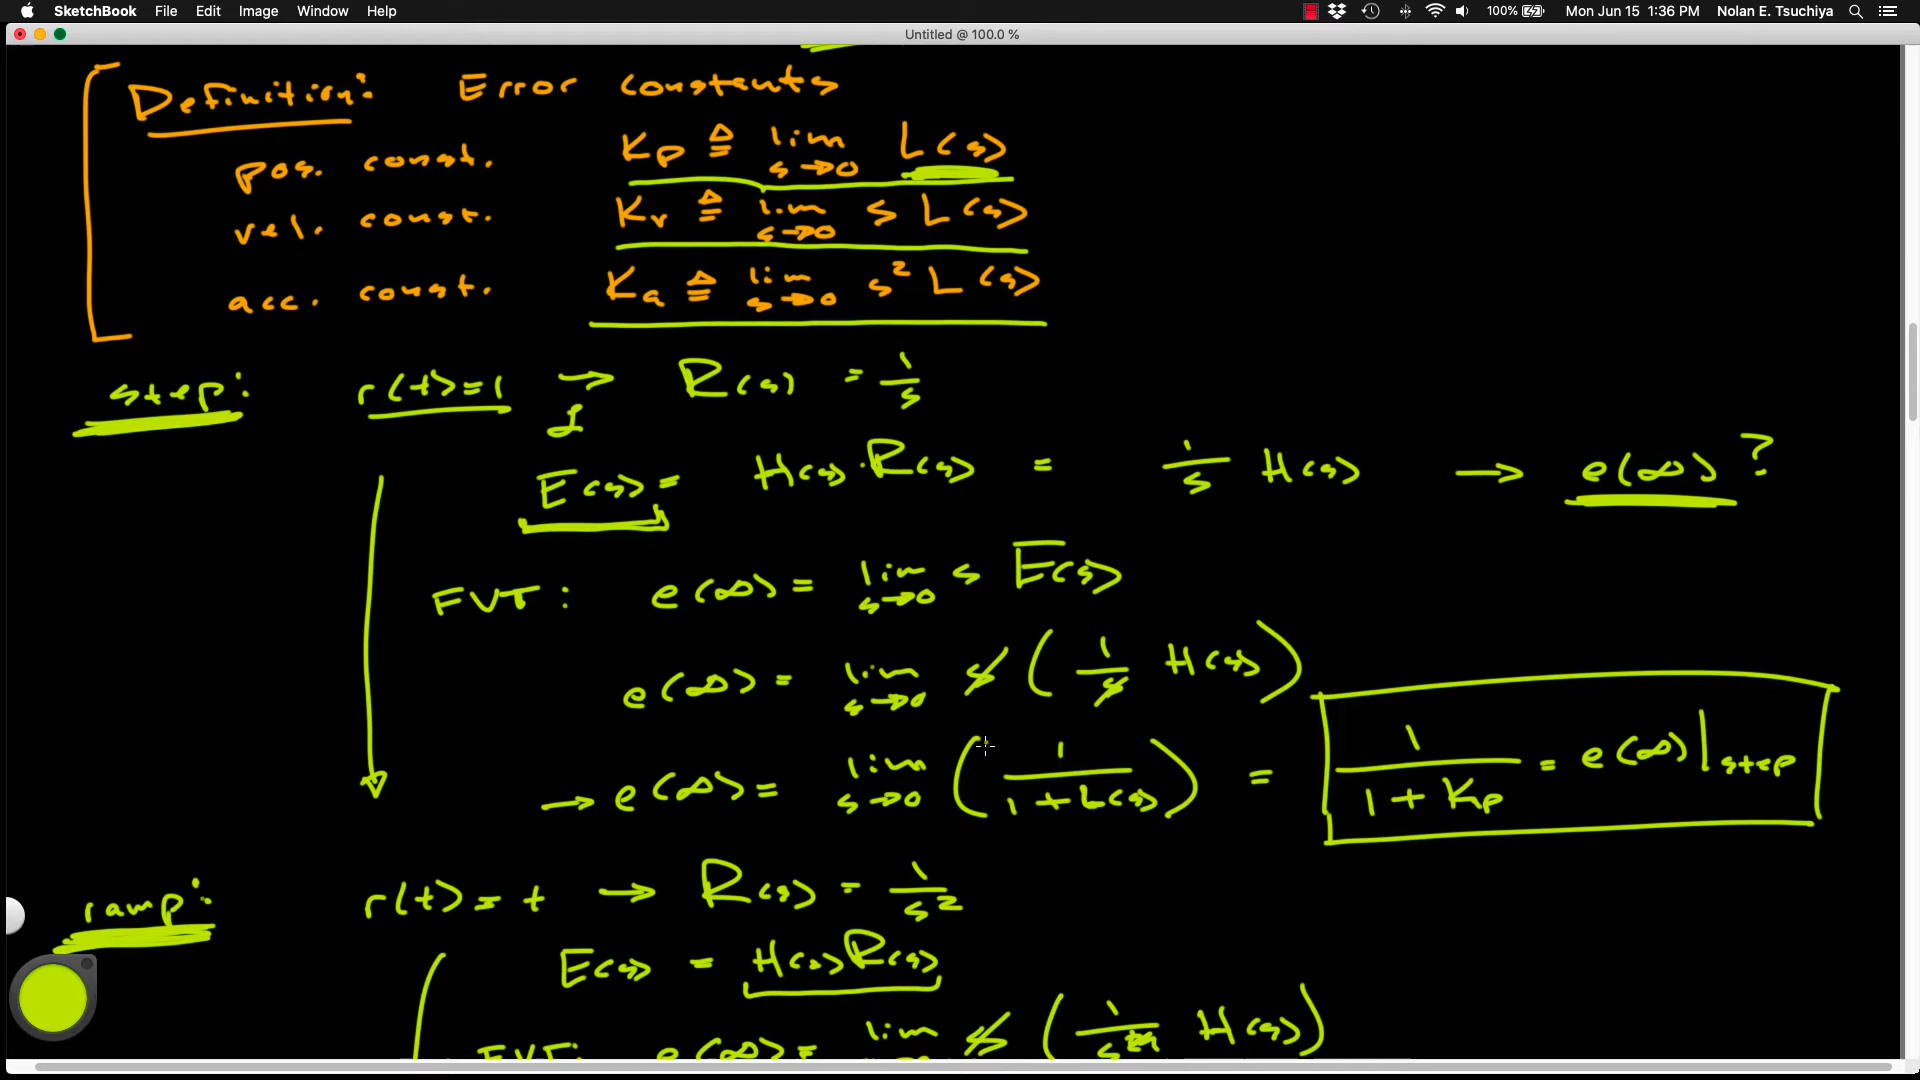 SketchBook File Edit Image Window Help 100% Mon Jun 15 1:36 PM Nolan E. Tsuchiya
Untitled @ 100.0 %
Definition: Error constants
pos. const. Kp ≜ lim s→0 L(s)
vel. const. Kv ≜ lim s→0 s L(s)
acc. const. Ka ≜ lim s→0 s² L(s)
step: r(t)=1 → ℒ R(s) = 1/s
E(s) = H(s)·R(s) = 1/s H(s) → e(∞)?
FVT: e(∞) = lim s→0 s E(s)
e(∞) = lim s→0 s (1/s H(s))
→ e(∞) = lim s→0 (1/(1+L(s))) = 1/(1+Kp) = e(∞)|step
ramp: r(t) = t → R(s) = 1/s²
E(s) = H(s)R(s)
FVT: e(∞) = lim s (1/s H(s))